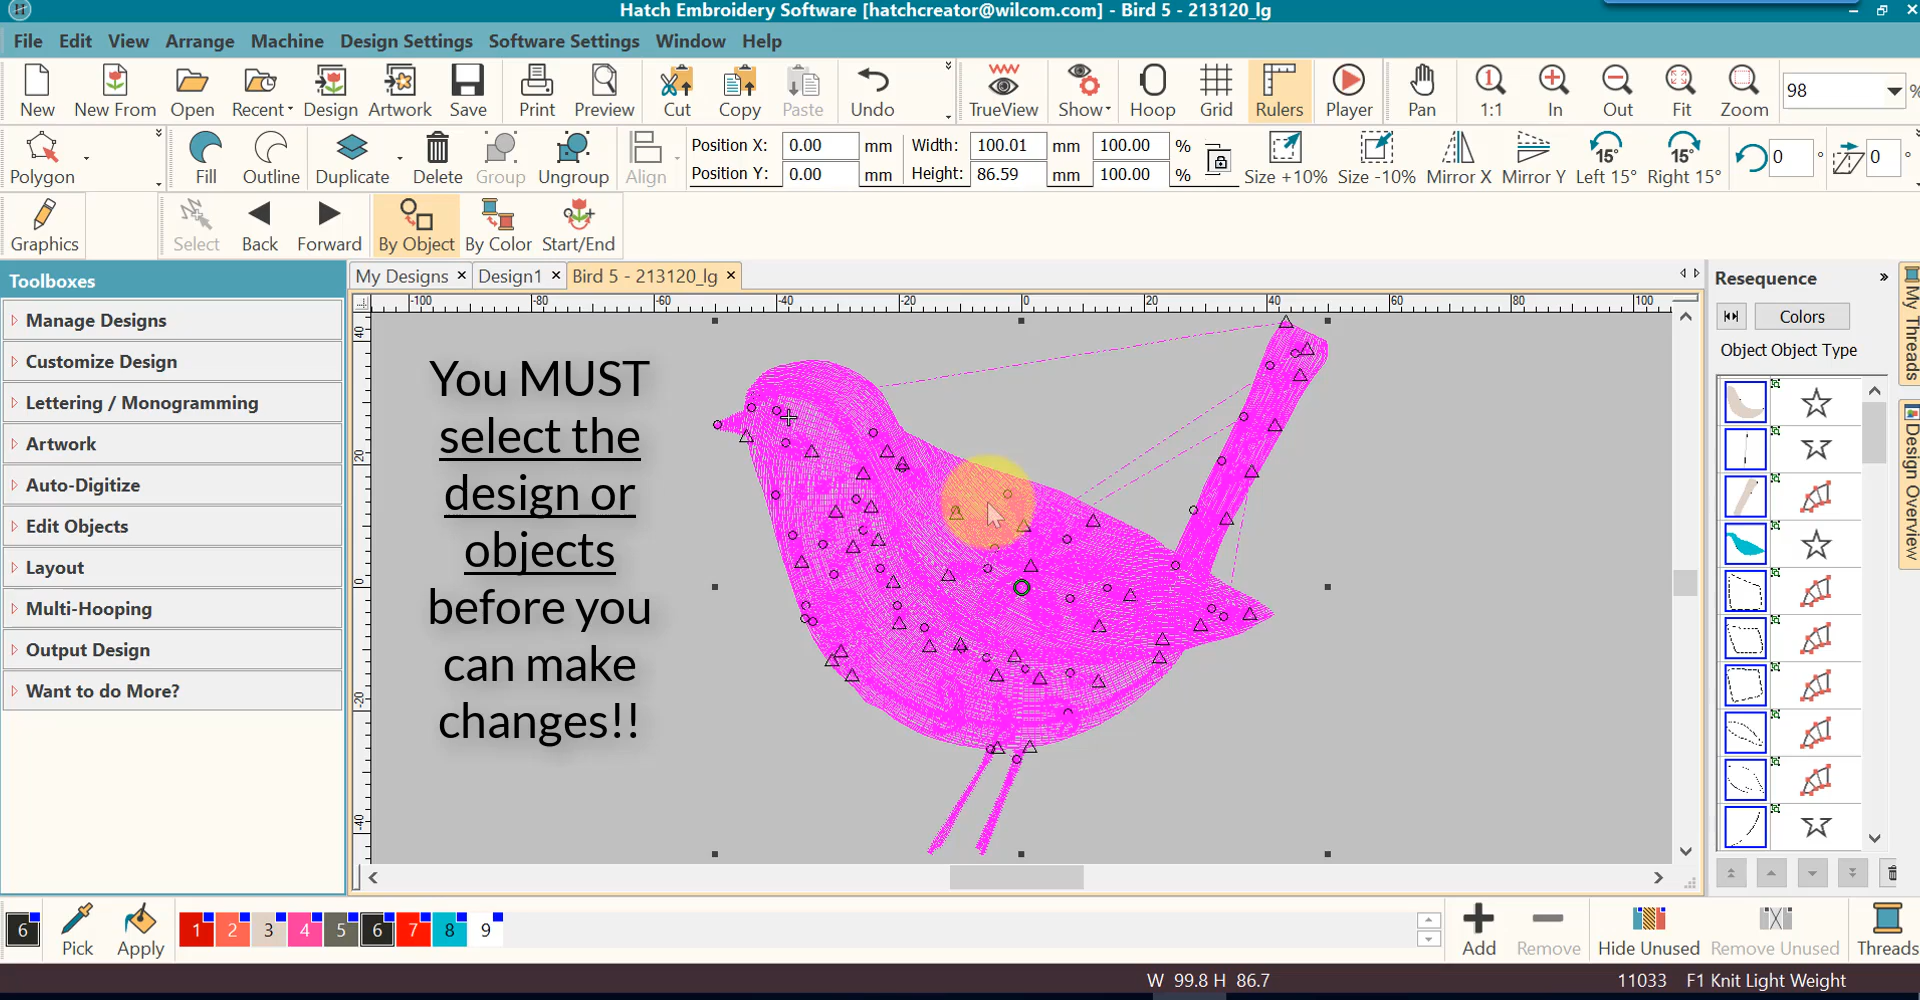 Hatch Embroidery Software [hatchcreator@wilcom.com] - Bird 5 - 213120_lg
File Edit View Arrange Machine Design Settings Software Settings Window Help
New New From Open Recent Design Artwork Save Print Preview Cut Copy Paste Undo TrueView Show Hoop Grid Rulers Player Pan 1:1 In Out Fit Zoom 98 %
Polygon Fill Outline Duplicate Delete Group Ungroup Align
Position X: 0.00 mm Width: 100.01 mm 100.00 %
Position Y: 0.00 mm Height: 86.59 mm 100.00 %
Size +10% Size -10% Mirror X Mirror Y Left 15° Right 15° 0 ° 0 °
Graphics Select Back Forward By Object By Color Start/End
Toolboxes
Manage Designs
Customize Design
Lettering / Monogramming
Artwork
Auto-Digitize
Edit Objects
Layout
Multi-Hooping
Output Design
Want to do More?
My Designs × Design1 × Bird 5 - 213120_lg ×
-100 -80 -60 -40 -20 0 20 40 60 80 100
40
20
0
-20
-40
You MUST
select the
design or
objects
before you
can make
changes!!
Resequence
Colors
Object Object Type
My Threads
Design Overview
6 Pick Apply 1 2 3 4 5 6 7 8 9 Add Remove Hide Unused Remove Unused Threads
W 99.8 H 86.7 11033 F1 Knit Light Weight